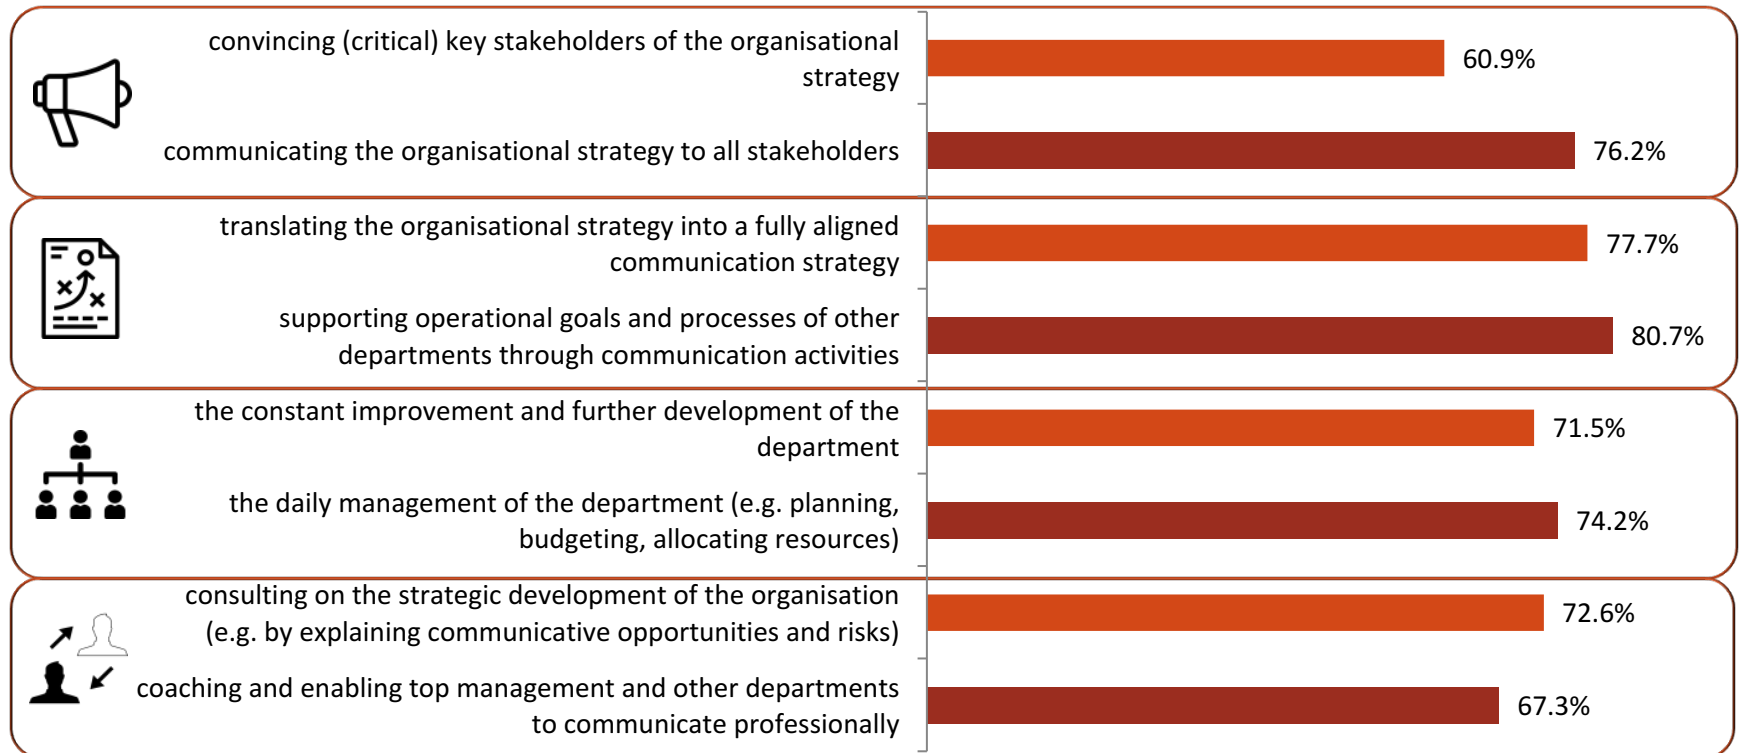 convincing (critical) key stakeholders of the organisational
strategy
60.9%
communicating the organisational strategy to all stakeholders
76.2%
translating the organisational strategy into a fully aligned
communication strategy
77.7%
supporting operational goals and processes of other
departments through communication activities
80.7%
the constant improvement and further development of the
department
71.5%
the daily management of the department (e.g. planning,
budgeting, allocating resources)
74.2%
consulting on the strategic development of the organisation
(e.g. by explaining communicative opportunities and risks)
72.6%
coaching and enabling top management and other departments
to communicate professionally
67.3%